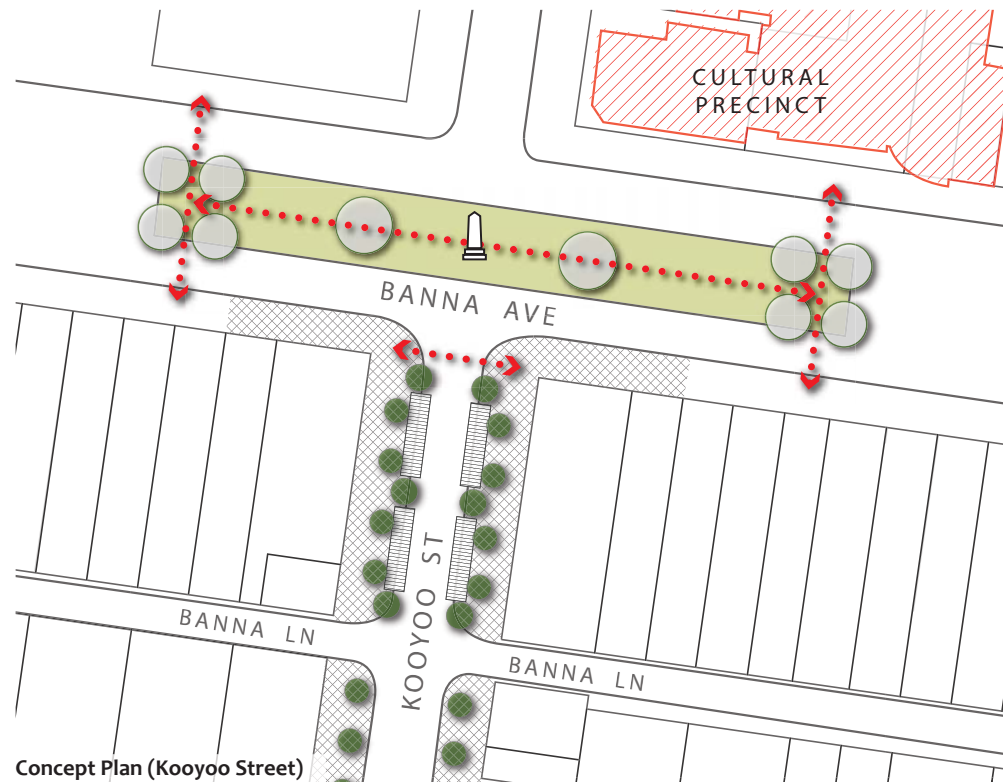 CULTURAL
PRECINCT
BANNA AVE
KOOYOO ST
BANNA LN
BANNA LN
Concept Plan (Kooyoo Street)